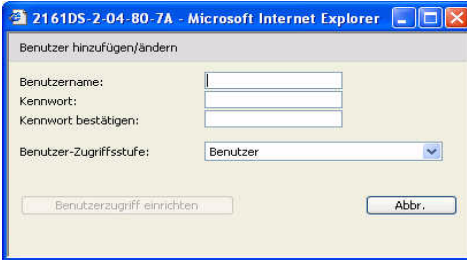 2161DS-2-04-80-7A - Microsoft Internet Explorer
Benutzer hinzufügen/ändern
Benutzername:
Kennwort:
Kennwort bestätigen:
Benutzer-Zugriffsstufe: Benutzer
Benutzerzugriff einrichten Abbr.